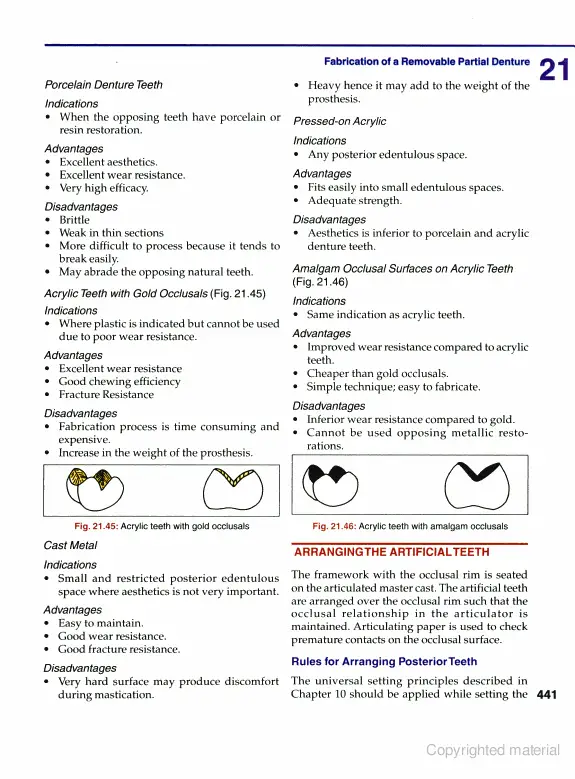 Fabrication of a Removable Partial Denture
21
Porcelain Denture Teeth
Indications
• When the opposing teeth have porcelain or
resin restoration.
Advantages
• Excellent aesthetics.
• Excellent wear resistance.
• Very high efficacy.
Disadvantages
• Brittle
• Weak in thin sections
• More difficult to process because it tends to
break easily.
• May abrade the opposing natural teeth.
Acrylic Teeth with Gold Occlusals (Fig. 21.45)
Indications
• Where plastic is indicated but cannot be used
due to poor wear resistance.
Advantages
• Excellent wear resistance
• Good chewing efficiency
• Fracture Resistance
Disadvantages
• Fabrication process is time consuming and
expensive.
• Increase in the weight of the prosthesis.
Fig. 21.45: Acrylic teeth with gold occlusals
Cast Metal
Indications
• Small and restricted posterior edentulous
space where aesthetics is not very important.
Advantages
• Easy to maintain.
• Good wear resistance.
• Good fracture resistance.
Disadvantages
• Very hard surface may produce discomfort
during mastication.
• Heavy hence it may add to the weight of the
prosthesis.
Pressed-on Acrylic
Indications
• Any posterior edentulous space.
Advantages
• Fits easily into small edentulous spaces.
• Adequate strength.
Disadvantages
• Aesthetics is inferior to porcelain and acrylic
denture teeth.
Amalgam Occlusal Surfaces on Acrylic Teeth
(Fig. 21.46)
Indications
• Same indication as acrylic teeth.
Advantages
• Improved wear resistance compared to acrylic
teeth.
• Cheaper than gold occlusals.
• Simple technique; easy to fabricate.
Disadvantages
• Inferior wear resistance compared to gold.
• Cannot be used opposing metallic resto-
rations.
Fig. 21.46: Acrylic teeth with amalgam occlusals
ARRANGING THE ARTIFICIAL TEETH
The framework with the occlusal rim is seated
on the articulated master cast. The artificial teeth
are arranged over the occlusal rim such that the
occlusal relationship in the articulator is
maintained. Articulating paper is used to check
premature contacts on the occlusal surface.
Rules for Arranging Posterior Teeth
The universal setting principles described in
Chapter 10 should be applied while setting the
441
Copyrighted material